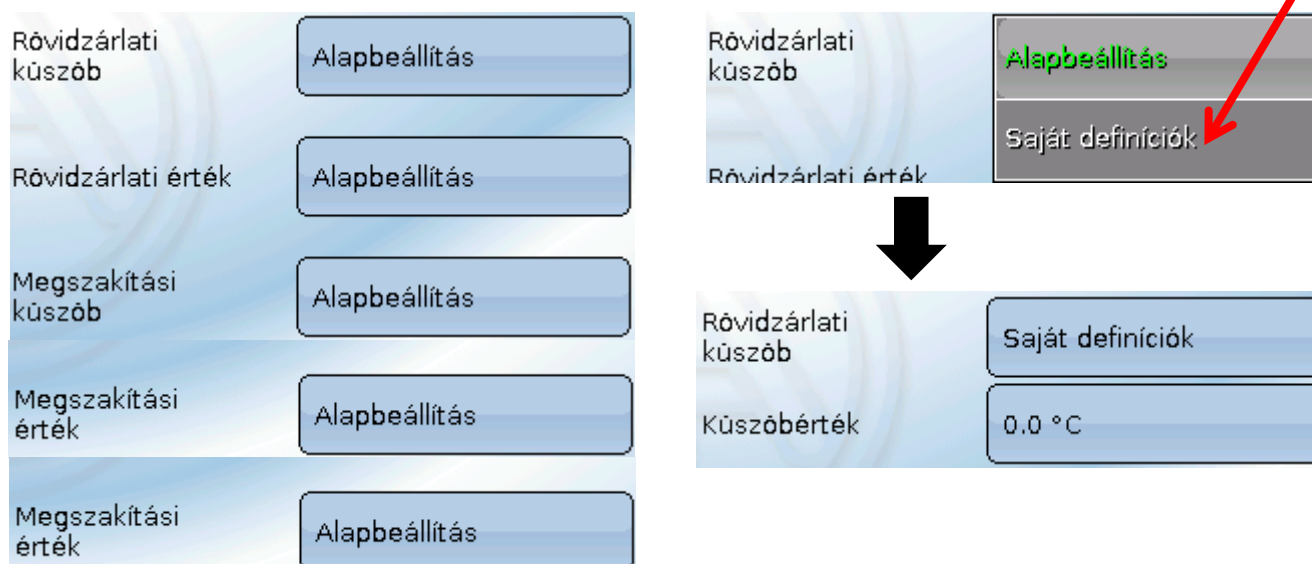 Rövidzárlati
küszöb
Alapbeállítás
Rövidzárlati érték
Alapbeállítás
Megszakítási
küszöb
Alapbeállítás
Megszakítási
érték
Alapbeállítás
Megszakítási
érték
Alapbeállítás
Rövidzárlati
küszöb
Alapbeállítás
Saját definíciók
Rövidzárlati érték
Rövidzárlati
küszöb
Saját definíciók
Küszöbérték
0.0 °C